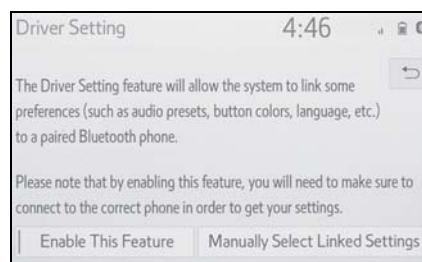 Driver Setting 4:46
The Driver Setting feature will allow the system to link some
preferences (such as audio presets, button colors, language, etc.)
to a paired Bluetooth phone.
Please note that by enabling this feature, you will need to make sure to
connect to the correct phone in order to get your settings.
Enable This Feature Manually Select Linked Settings